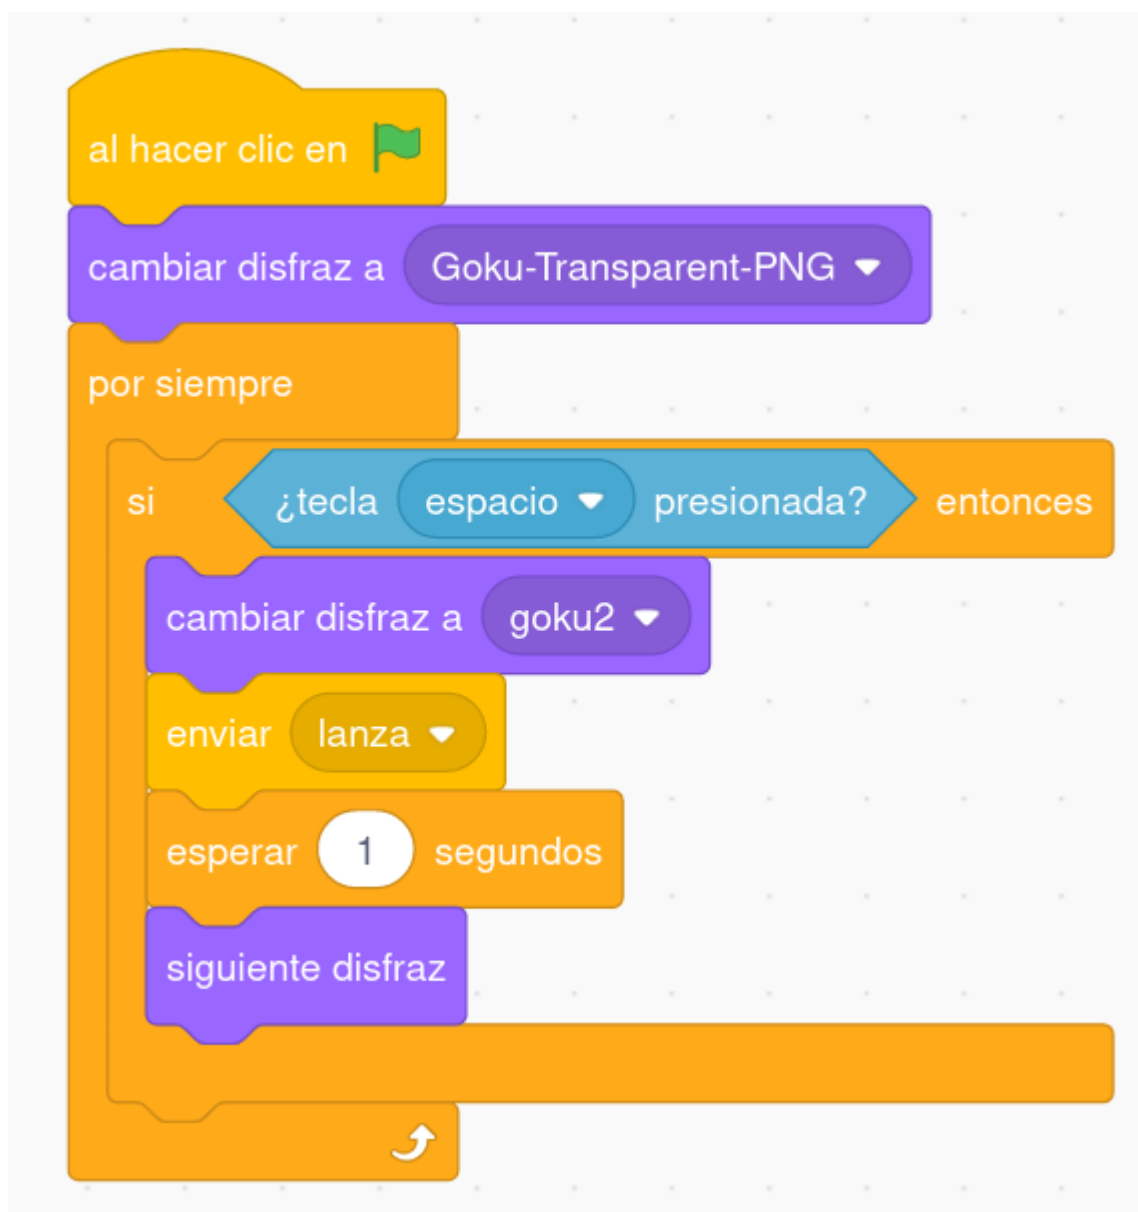 al hacer clic en
cambiar disfraz a Goku-Transparent-PNG
por siempre
si ¿tecla espacio presionada? entonces
cambiar disfraz a goku2
enviar lanza
esperar 1 segundos
siguiente disfraz